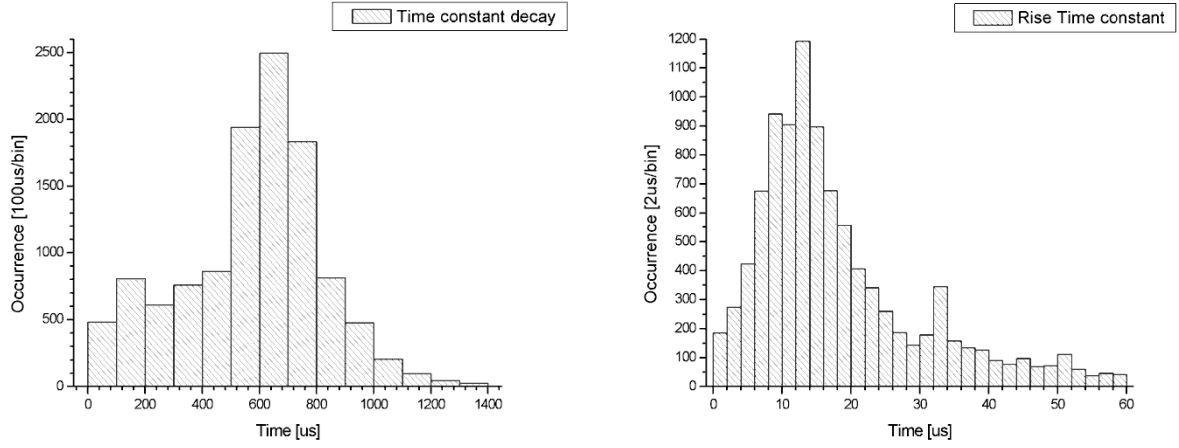 Time constant decay
2500
2000
1500
1000
500
0
Occurrence [100us/bin]
0 200 400 600 800 1000 1200 1400
Time [us]
Rise Time constant
1200
1100
1000
900
800
700
600
500
400
300
200
100
0
Occurrence [2us/bin]
0 10 20 30 40 50 60
Time [us]